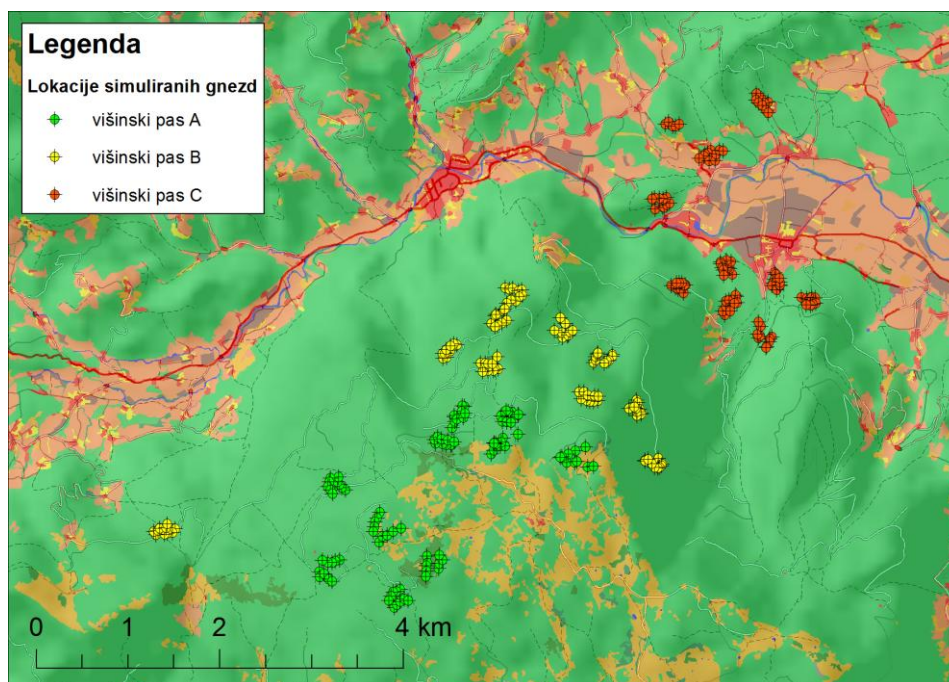 Legenda
Lokacije simuliranih gnezd
višinski pas A
višinski pas B
višinski pas C
0 1 2 4 km